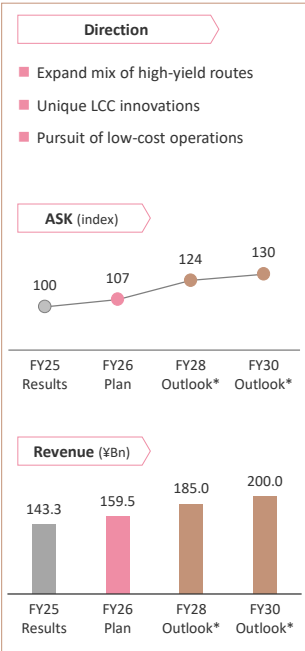 Direction
Expand mix of high-yield routes
Unique LCC innovations
Pursuit of low-cost operations
ASK (index)
100 107 124 130
FY25 FY26 FY28 FY30
Results Plan Outlook* Outlook*
Revenue (¥Bn)
143.3 159.5 185.0 200.0
FY25 FY26 FY28 FY30
Results Plan Outlook* Outlook*